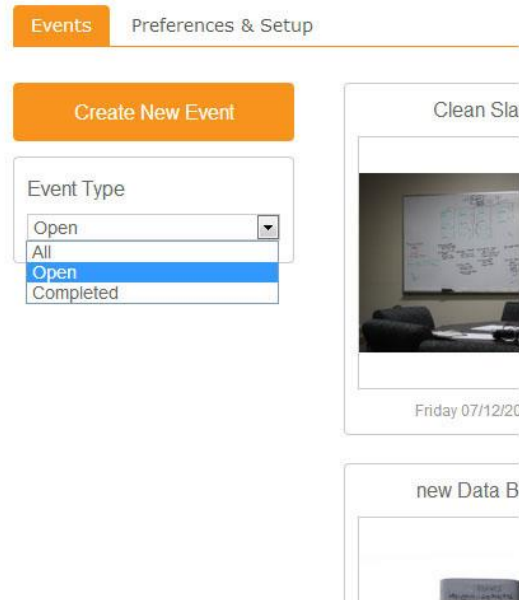 Events
Preferences & Setup
Create New Event
Event Type
Open
All
Open
Completed
Clean Sla
Friday 07/12/20
new Data B